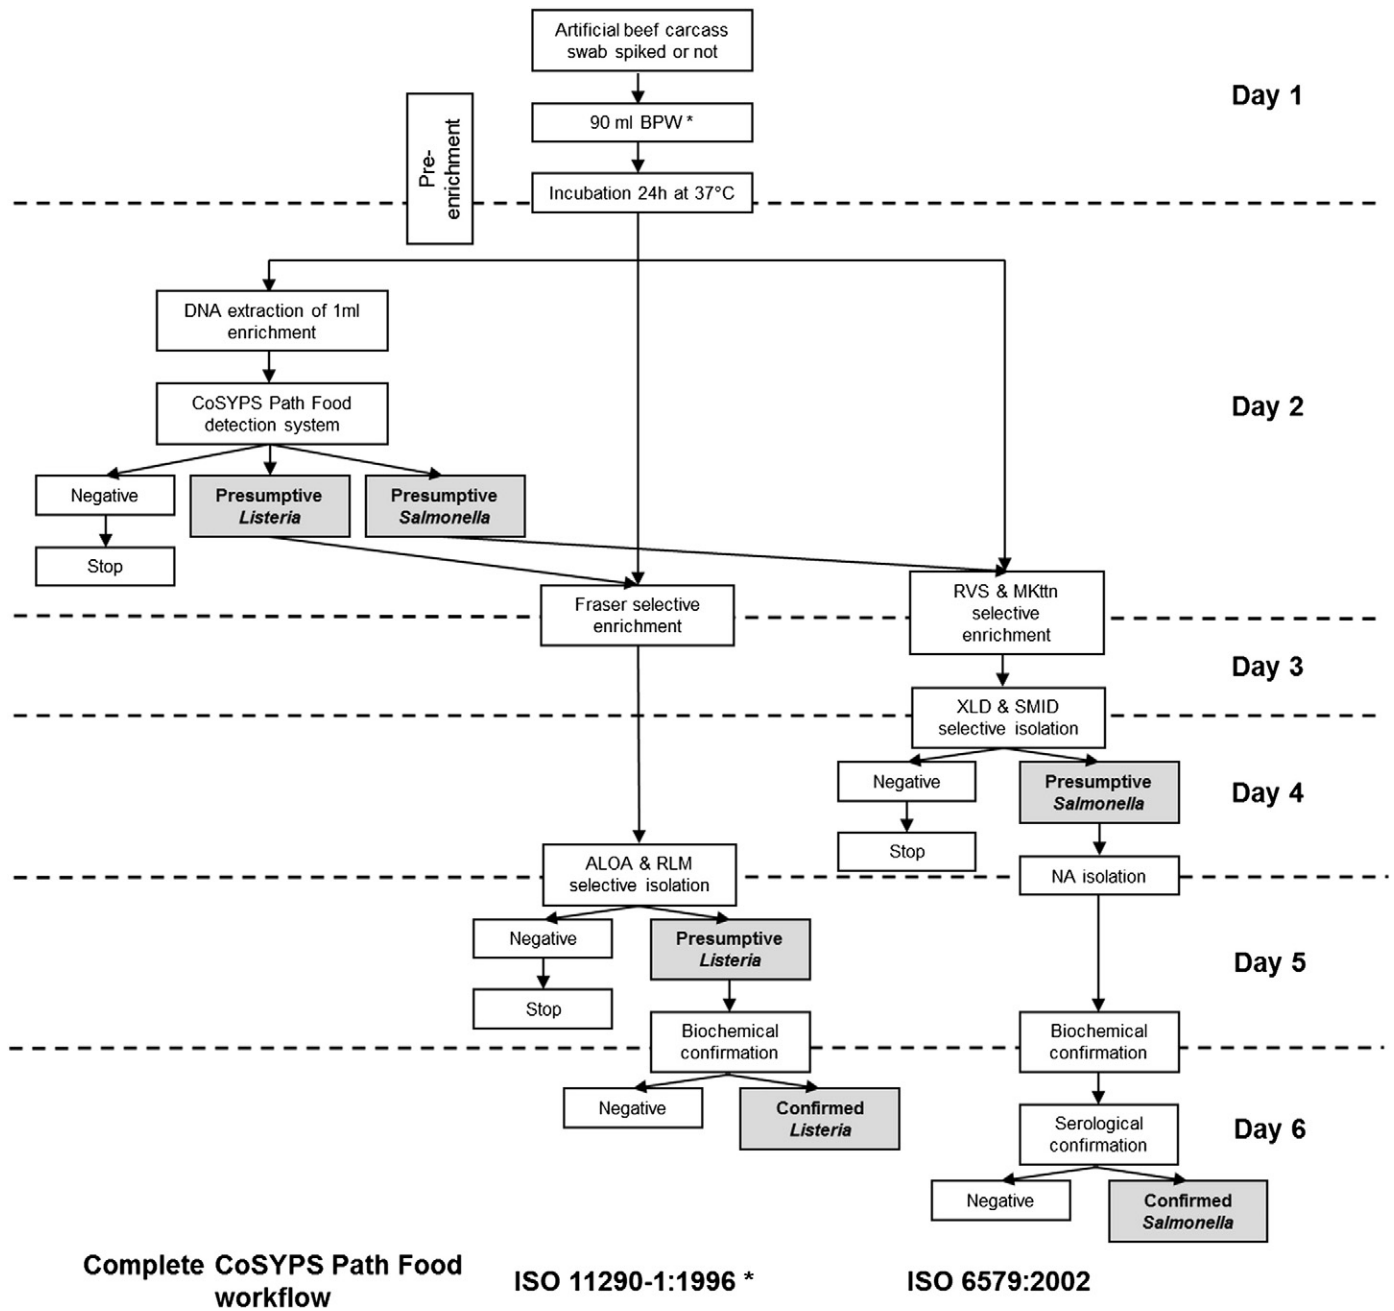 Artificial beef carcass
swab spiked or not
Day 1
90 ml BPW *
Pre-
enrichment
Incubation 24h at 37°C
DNA extraction of 1ml
enrichment
CoSYPS Path Food
detection system
Day 2
Negative
Presumptive
Listeria
Presumptive
Salmonella
Stop
Fraser selective
enrichment
RVS & MKttn
selective
enrichment
Day 3
XLD & SMID
selective isolation
Negative
Presumptive
Salmonella
Day 4
Stop
ALOA & RLM
selective isolation
NA isolation
Negative
Presumptive
Listeria
Day 5
Stop
Biochemical
confirmation
Biochemical
confirmation
Negative
Confirmed
Listeria
Serological
confirmation
Day 6
Negative
Confirmed
Salmonella
Complete CoSYPS Path Food
workflow
ISO 11290-1:1996 *
ISO 6579:2002